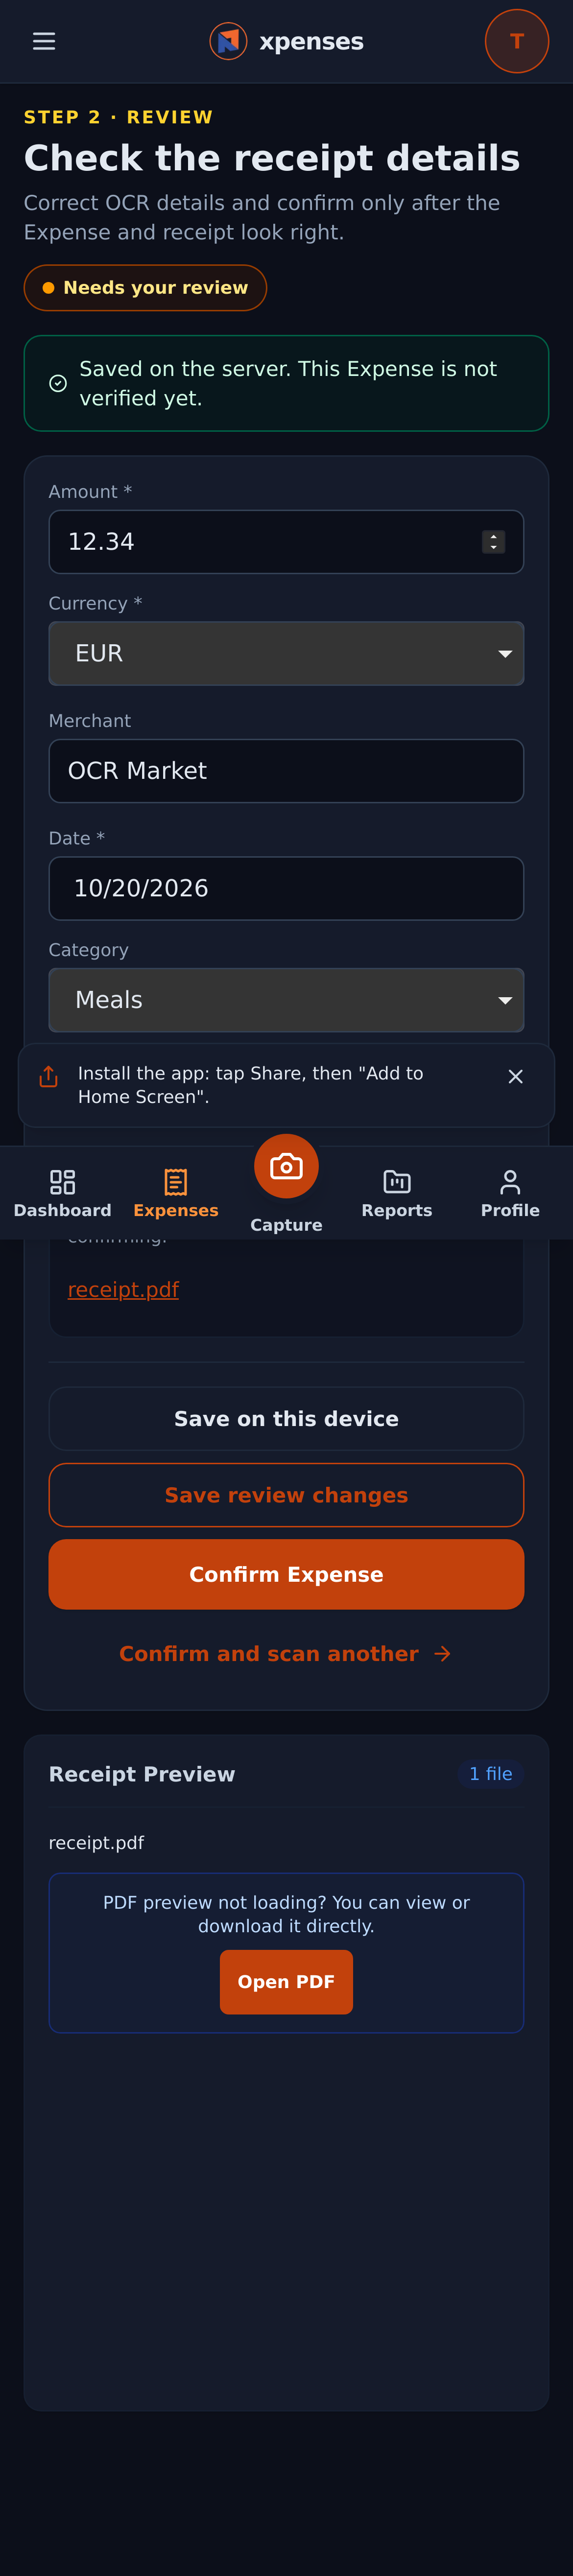 xpenses
T
STEP 2 · REVIEW
Check the receipt details
Correct OCR details and confirm only after the
Expense and receipt look right.
Needs your review
Saved on the server. This Expense is not
verified yet.
Amount *
12.34
Currency *
EUR
Merchant
OCR Market
Date *
10/20/2026
Category
Meals
Install the app: tap Share, then "Add to
Home Screen".
Dashboard
Expenses
Capture
Reports
Profile
confirming.
receipt.pdf
Save on this device
Save review changes
Confirm Expense
Confirm and scan another →
Receipt Preview
1 file
receipt.pdf
PDF preview not loading? You can view or
download it directly.
Open PDF